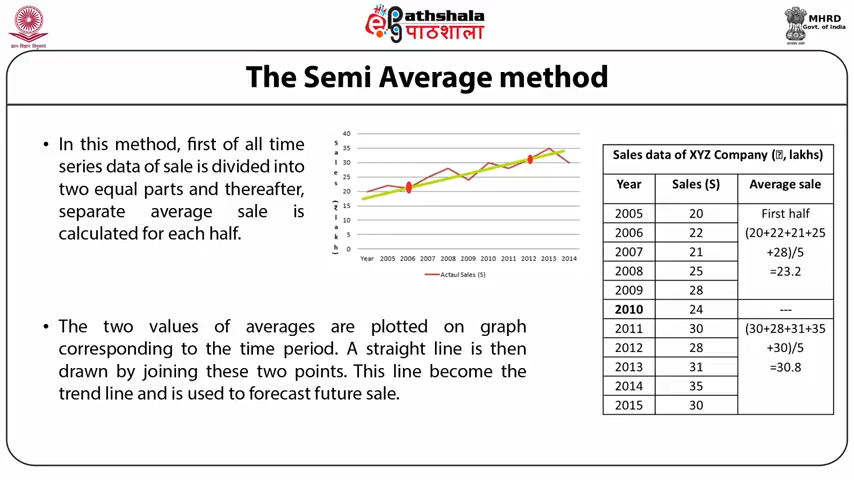 ज्ञान-विज्ञान विमुक्तये
ePathshala
पाठशाला
MHRD
Govt. of India
The Semi Average method
• In this method, first of all time
series data of sale is divided into
two equal parts and thereafter,
separate average sale is
calculated for each half.
40
35
30
25
20
15
10
5
0
Year 2005 2006 2007 2008 2009 2010 2011 2012 2013 2014
Actaul Sales (S)
• The two values of averages are plotted on graph
corresponding to the time period. A straight line is then
drawn by joining these two points. This line become the
trend line and is used to forecast future sale.
Sales data of XYZ Company (, lakhs)
Year Sales (S) Average sale
2005 20 First half
2006 22 (20+22+21+25
2007 21 +28)/5
2008 25 =23.2
2009 28
2010 24 ---
2011 30 (30+28+31+35
2012 28 +30)/5
2013 31 =30.8
2014 35
2015 30